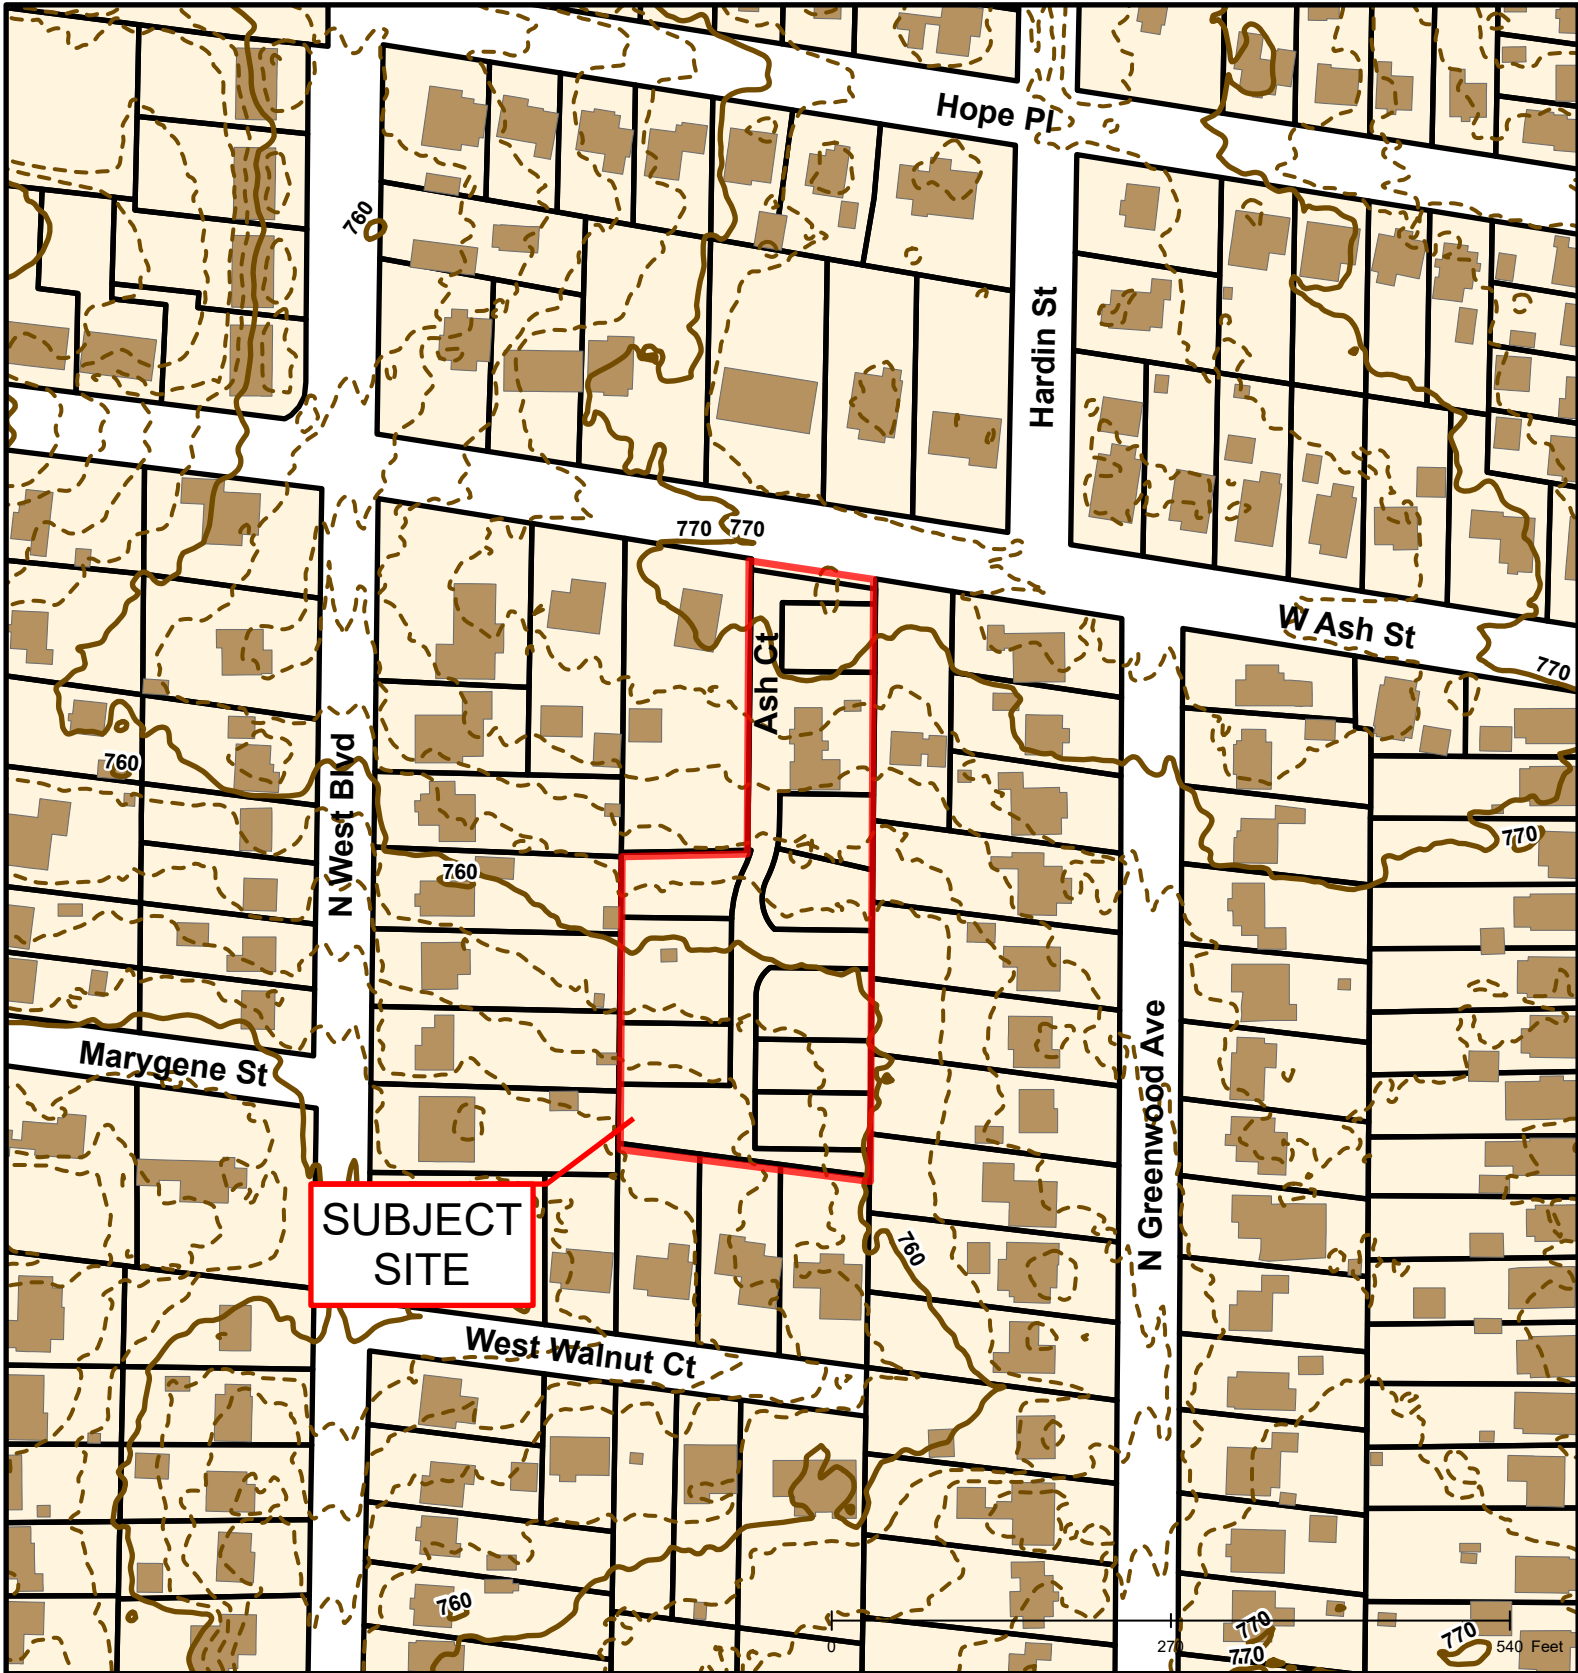 Hope Pl
760
Hardin St
770 770
W Ash St
770
Ash Ct
760
N West Blvd
770
760
N Greenwood Ave
Marygene St
SUBJECT
SITE
760
West Walnut Ct
760
770
770
770
0 270 540 Feet